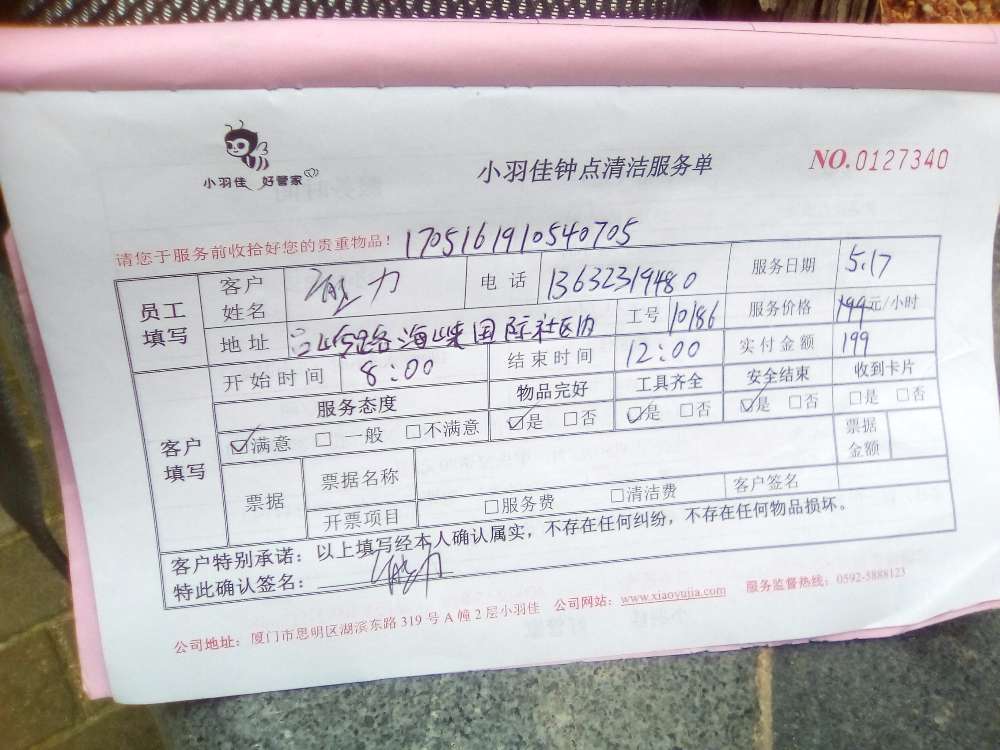 小羽佳 好管家
小羽佳钟点清洁服务单
NO.0127340
请您于服务前收拾好您的贵重物品!
170516191054​0705
员工填写
客户姓名 力
电话 13632319480
服务日期 5.17
地址 路海峡国际社区
工号 10186
服务价格 199元/小时
客户填写
开始时间 8:00
结束时间 12:00
实付金额 199
服务态度
物品完好
工具齐全
安全结束
收到卡片
☑满意 □ 一般 □不满意
☑是 □否
☑是 □否
☑是 □否
□是 □否
票据
票据名称
票据金额
开票项目
□服务费 □清洁费
客户签名
客户特别承诺:以上填写经本人确认属实,不存在任何纠纷,不存在任何物品损坏。
特此确认签名:
公司地址:厦门市思明区湖滨东路 319 号 A 幢 2 层小羽佳 公司网站:www.xiaoyujia.com 服务监督热线:0592-5888123